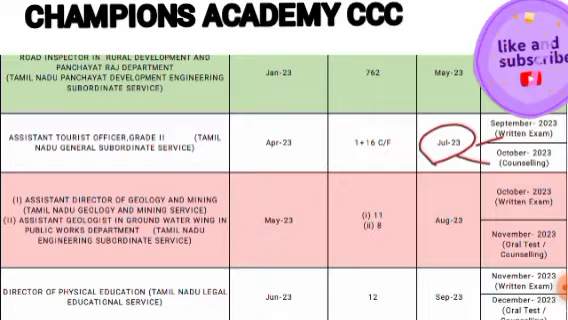 CHAMPIONS ACADEMY CCC
like and
subscribe
ROAD INSPECTOR IN RURAL DEVELOPMENT AND
PANCHAYAT RAJ DEPARTMENT
(TAMIL NADU PANCHAYAT DEVELOPMENT ENGINEERING
SUBORDINATE SERVICE)
Jan-23
762
May-23
ASSISTANT TOURIST OFFICER,GRADE II (TAMIL
NADU GENERAL SUBORDINATE SERVICE)
Apr-23
1+16 C/F
Jul-23
September- 2023
(Written Exam)
October- 2023
(Counselling)
(I) ASSISTANT DIRECTOR OF GEOLOGY AND MINING
(TAMIL NADU GEOLOGY AND MINING SERVICE)
(II) ASSISTANT GEOLOGIST IN GROUND WATER WING IN
PUBLIC WORKS DEPARTMENT (TAMIL NADU
ENGINEERING SUBORDINATE SERVICE)
May-23
(i) 11
(ii) 8
Aug-23
October- 2023
(Written Exam)
November- 2023
(Oral Test /
Counselling)
DIRECTOR OF PHYSICAL EDUCATION (TAMIL NADU LEGAL
EDUCATIONAL SERVICE)
Jun-23
12
Sep-23
November- 2023
(Written Exam)
December- 2023
(Oral Test /